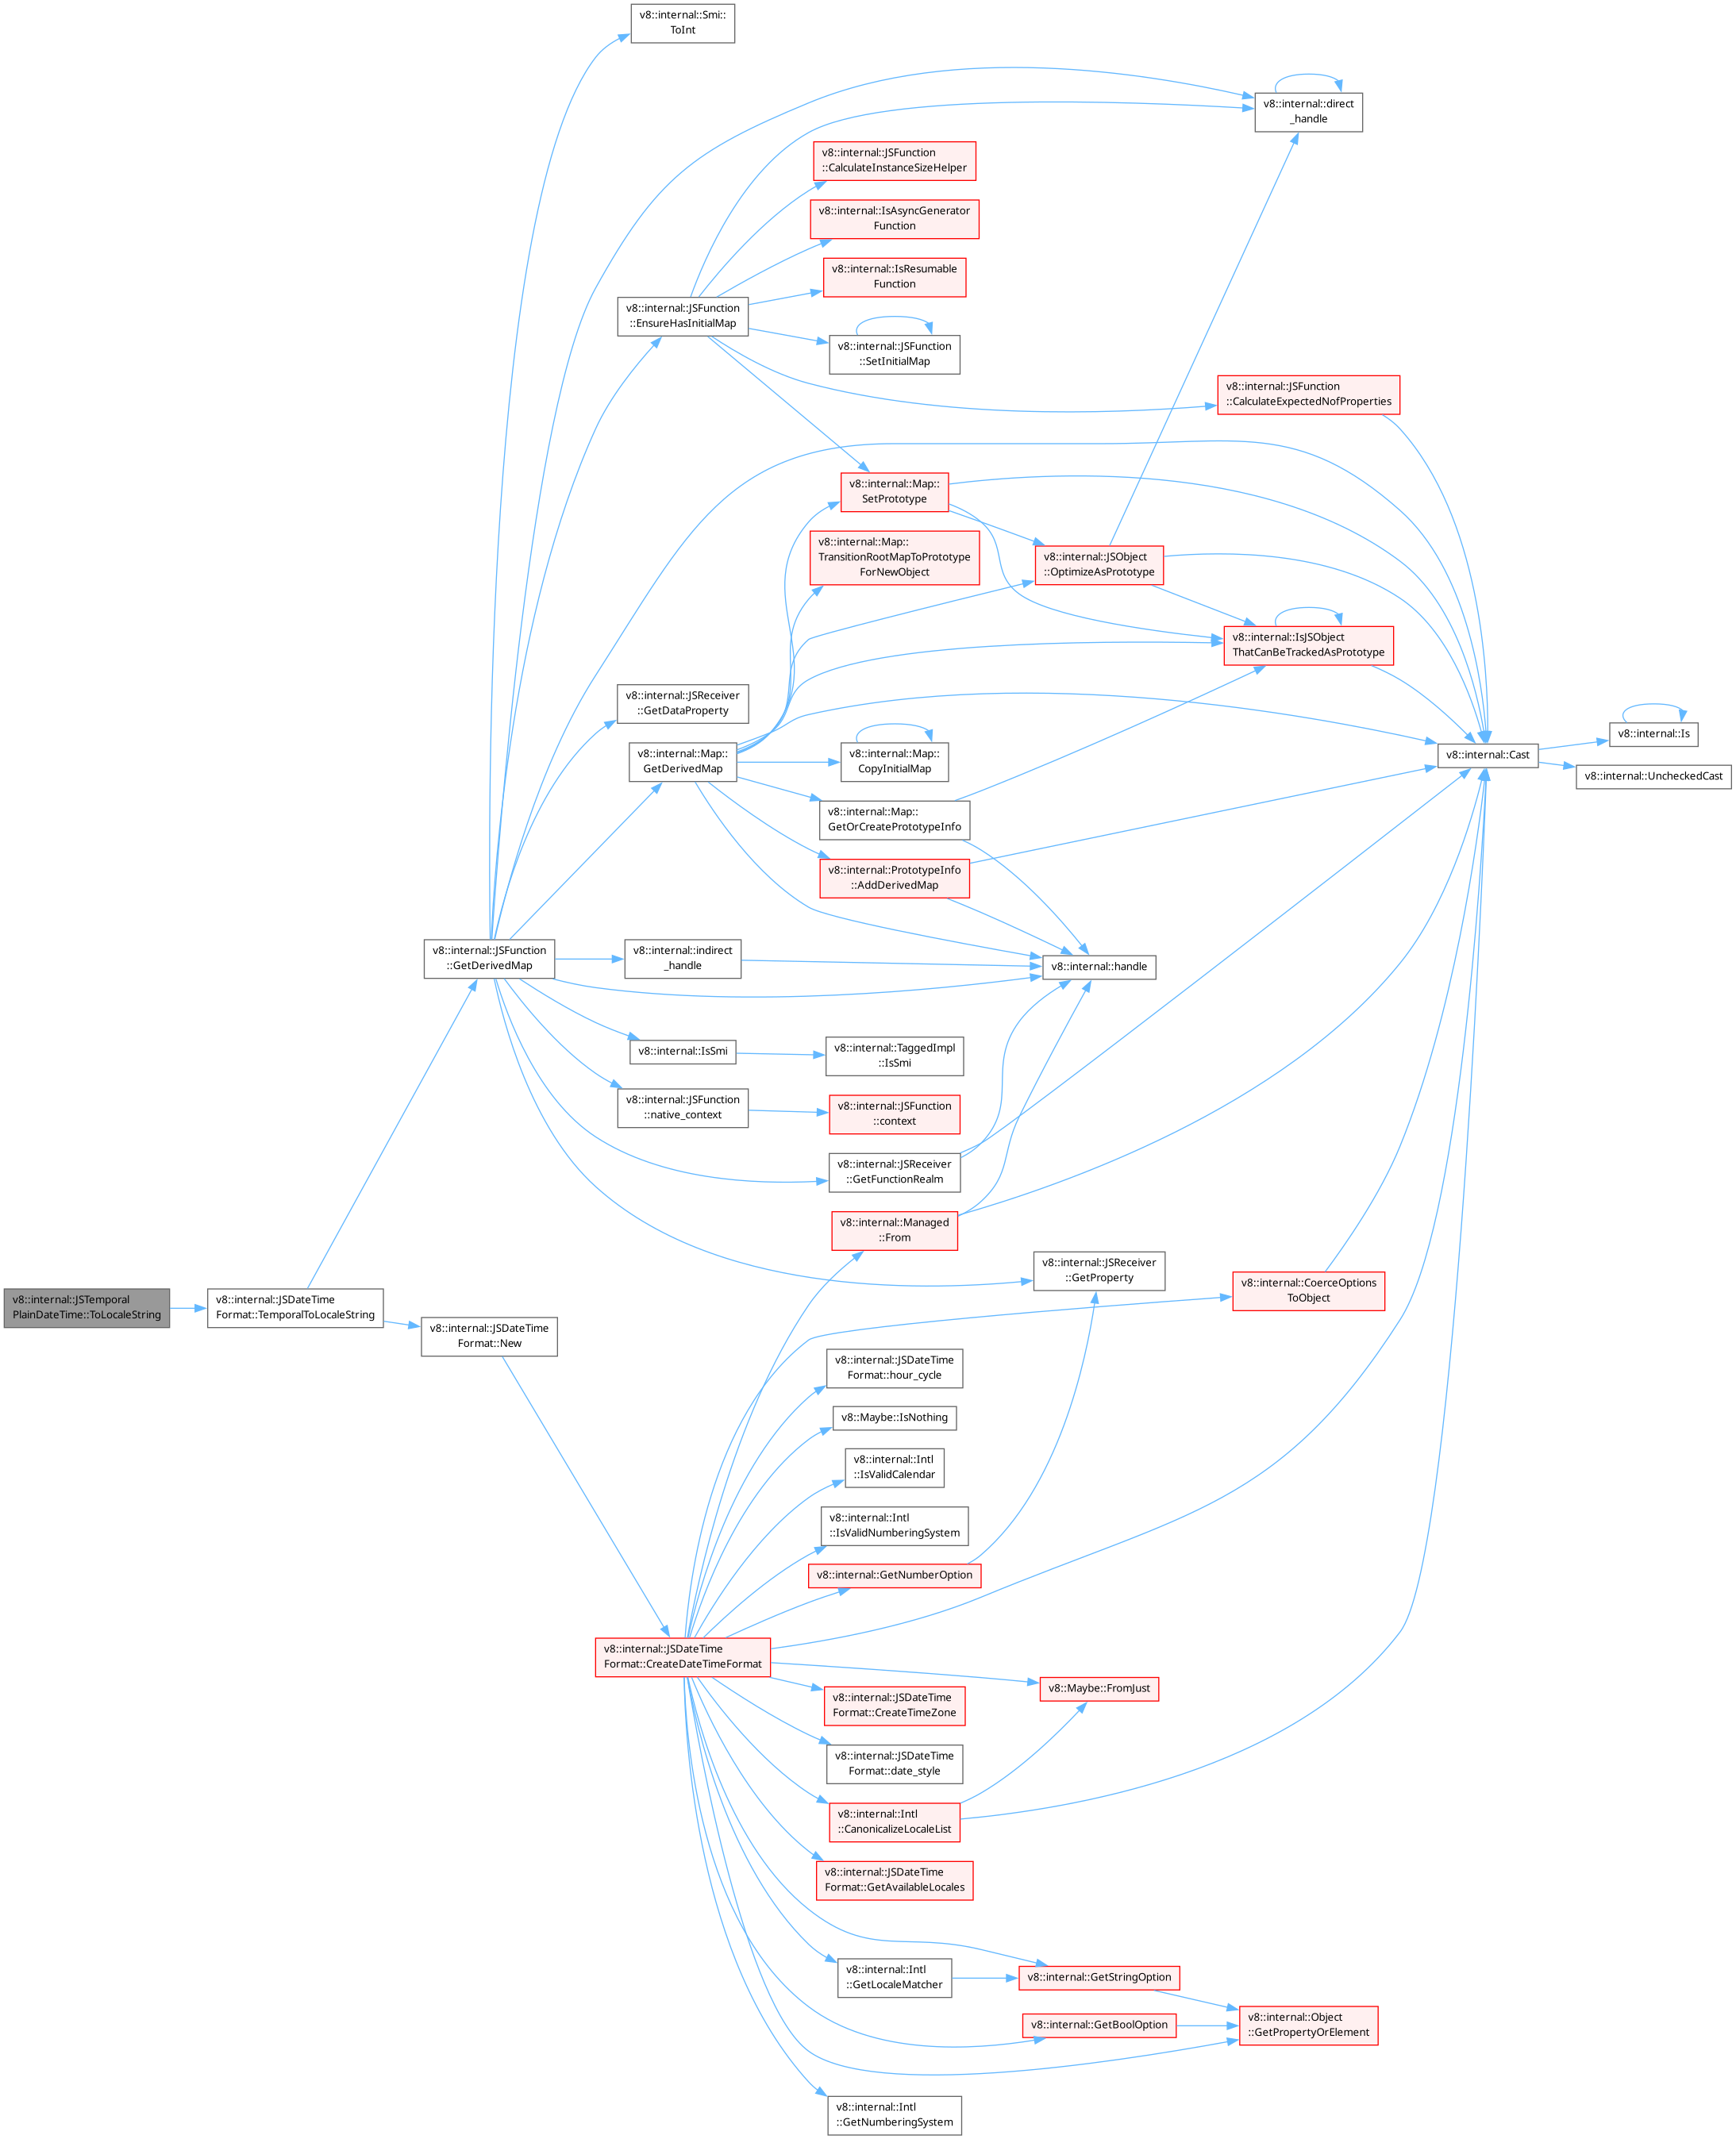 v8::internal::Smi::
ToInt
v8::internal::direct
_handle
v8::internal::JSFunction
::CalculateInstanceSizeHelper
v8::internal::IsAsyncGenerator
Function
v8::internal::IsResumable
Function
v8::internal::JSFunction
::EnsureHasInitialMap
v8::internal::JSFunction
::SetInitialMap
v8::internal::JSFunction
::CalculateExpectedNofProperties
v8::internal::Map::
SetPrototype
v8::internal::Map::
TransitionRootMapToPrototype
ForNewObject
v8::internal::JSObject
::OptimizeAsPrototype
v8::internal::IsJSObject
ThatCanBeTrackedAsPrototype
v8::internal::JSReceiver
::GetDataProperty
v8::internal::Map::
GetDerivedMap
v8::internal::Map::
CopyInitialMap
v8::internal::Cast
v8::internal::Is
v8::internal::UncheckedCast
v8::internal::Map::
GetOrCreatePrototypeInfo
v8::internal::PrototypeInfo
::AddDerivedMap
v8::internal::JSFunction
::GetDerivedMap
v8::internal::indirect
_handle
v8::internal::handle
v8::internal::IsSmi
v8::internal::TaggedImpl
::IsSmi
v8::internal::JSFunction
::native_context
v8::internal::JSFunction
::context
v8::internal::JSReceiver
::GetFunctionRealm
v8::internal::Managed
::From
v8::internal::JSReceiver
::GetProperty
v8::internal::CoerceOptions
ToObject
v8::internal::JSTemporal
PlainDateTime::ToLocaleString
v8::internal::JSDateTime
Format::TemporalToLocaleString
v8::internal::JSDateTime
Format::New
v8::internal::JSDateTime
Format::hour_cycle
v8::Maybe::IsNothing
v8::internal::Intl
::IsValidCalendar
v8::internal::Intl
::IsValidNumberingSystem
v8::internal::GetNumberOption
v8::internal::JSDateTime
Format::CreateDateTimeFormat
v8::Maybe::FromJust
v8::internal::JSDateTime
Format::CreateTimeZone
v8::internal::JSDateTime
Format::date_style
v8::internal::Intl
::CanonicalizeLocaleList
v8::internal::JSDateTime
Format::GetAvailableLocales
v8::internal::Intl
::GetLocaleMatcher
v8::internal::GetStringOption
v8::internal::GetBoolOption
v8::internal::Object
::GetPropertyOrElement
v8::internal::Intl
::GetNumberingSystem